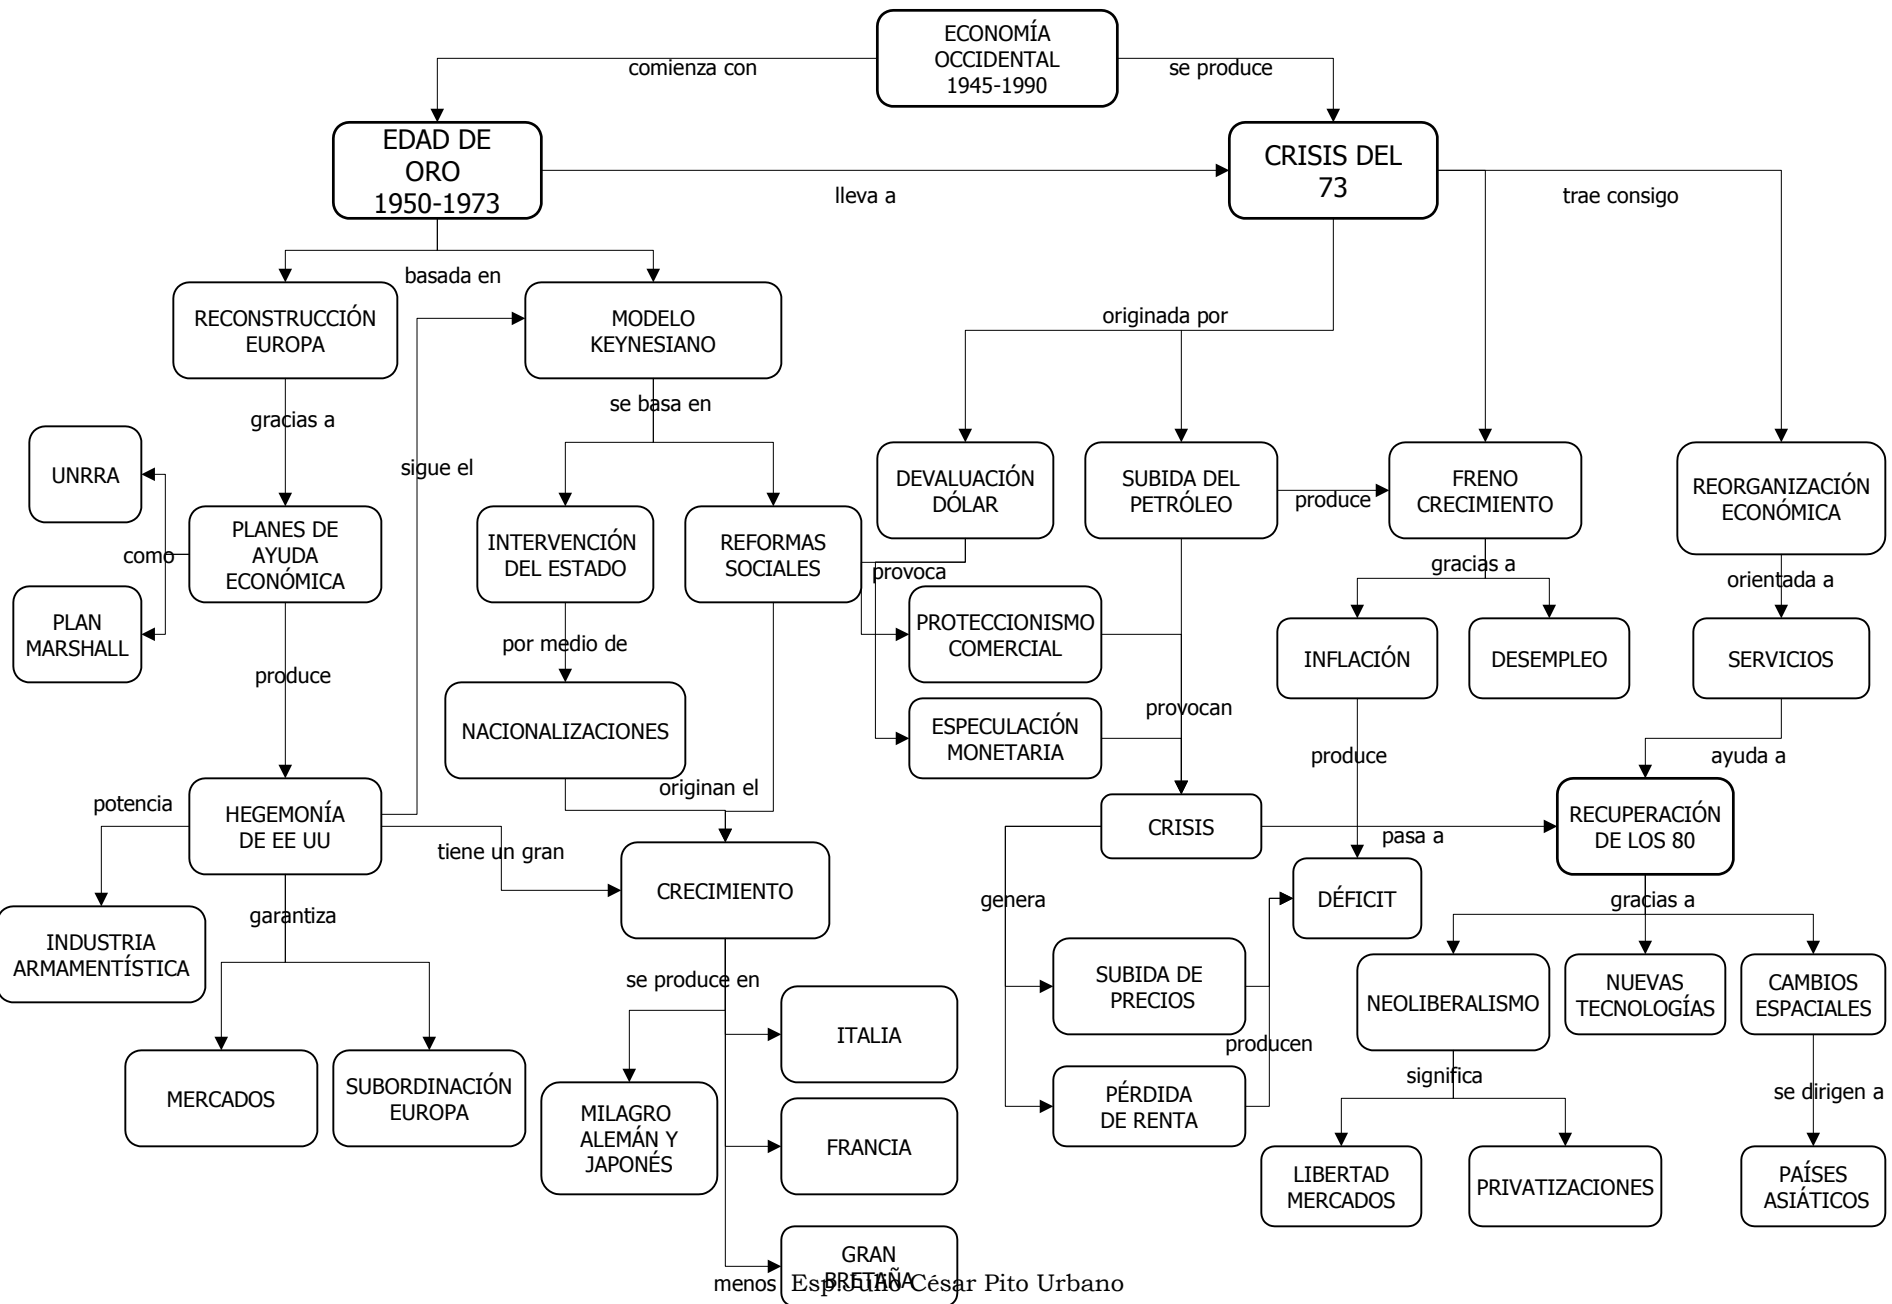 ECONOMÍA
OCCIDENTAL
1945-1990
comienza con
se produce
EDAD DE
ORO
1950-1973
lleva a
CRISIS DEL
73
trae consigo
basada en
RECONSTRUCCIÓN
EUROPA
MODELO
KEYNESIANO
originada por
gracias a
se basa en
UNRRA
sigue el
DEVALUACIÓN
DÓLAR
SUBIDA DEL
PETRÓLEO
produce
FRENO
CRECIMIENTO
REORGANIZACIÓN
ECONÓMICA
como
PLANES DE
AYUDA
ECONÓMICA
INTERVENCIÓN
DEL ESTADO
REFORMAS
SOCIALES
provoca
gracias a
orientada a
PLAN
MARSHALL
por medio de
PROTECCIONISMO
COMERCIAL
INFLACIÓN
DESEMPLEO
SERVICIOS
produce
NACIONALIZACIONES
ESPECULACIÓN
MONETARIA
provocan
produce
ayuda a
potencia
HEGEMONÍA
DE EE UU
originan el
CRISIS
pasa a
RECUPERACIÓN
DE LOS 80
tiene un gran
CRECIMIENTO
genera
DÉFICIT
gracias a
garantiza
INDUSTRIA
ARMAMENTÍSTICA
se produce en
SUBIDA DE
PRECIOS
NEOLIBERALISMO
NUEVAS
TECNOLOGÍAS
CAMBIOS
ESPACIALES
ITALIA
producen
MERCADOS
SUBORDINACIÓN
EUROPA
significa
se dirigen a
MILAGRO
ALEMÁN Y
JAPONÉS
FRANCIA
PÉRDIDA
DE RENTA
LIBERTAD
MERCADOS
PRIVATIZACIONES
PAÍSES
ASIÁTICOS
GRAN
BRETAÑA
menos
Esp.Julio César Pito Urbano